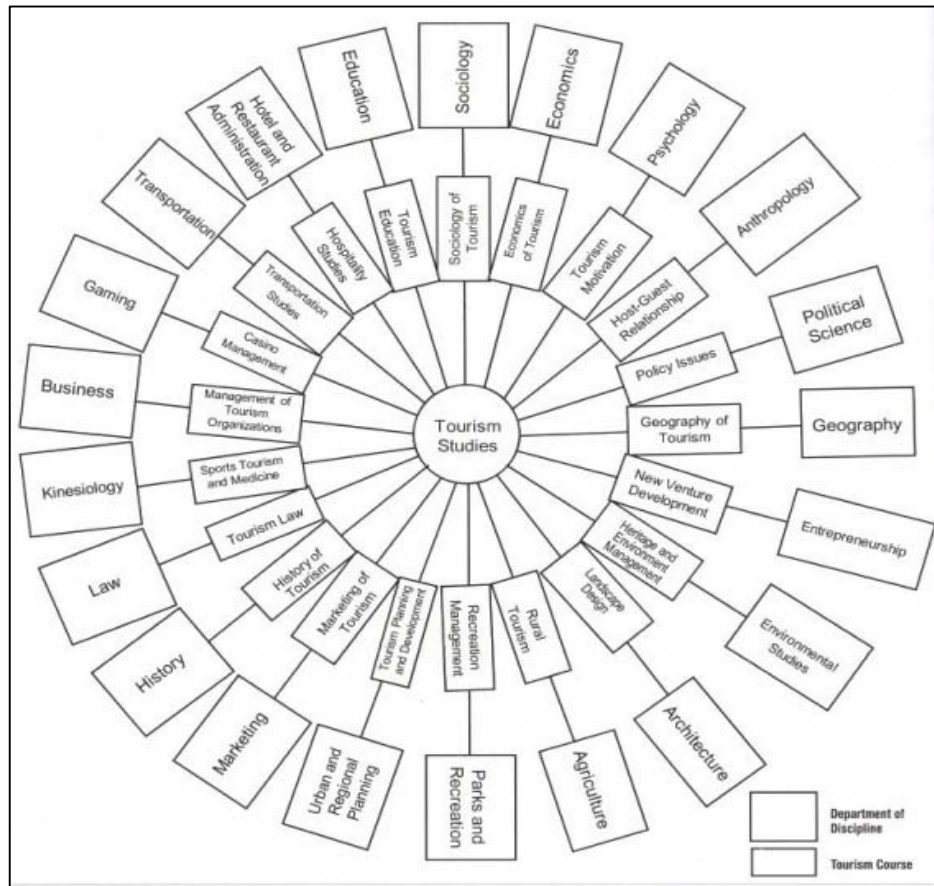 Sociology
Economics
Psychology
Anthropology
Political
Science
Geography
Entrepreneurship
Environmental
Studies
Architecture
Agriculture
Parks and
Recreation
Urban and
Regional
Planning
Marketing
History
Law
Kinesiology
Business
Gaming
Transportation
Hotel and
Restaurant
Administration
Education
Sociology of
Tourism
Economics
of Tourism
Tourism
Motivation
Host-Guest
Relationship
Policy Issues
Geography of
Tourism
New Venture
Development
Heritage and
Environment
Management
Landscape
Design
Rural
Tourism
Recreation
Management
Tourism Planning
and Development
Marketing of
Tourism
History of
Tourism
Tourism Law
Sports Tourism
and Medicine
Management of
Tourism
Organizations
Casino
Management
Transportation
Studies
Hospitality
Studies
Tourism
Education
Tourism
Studies
Department of
Discipline
Tourism Course